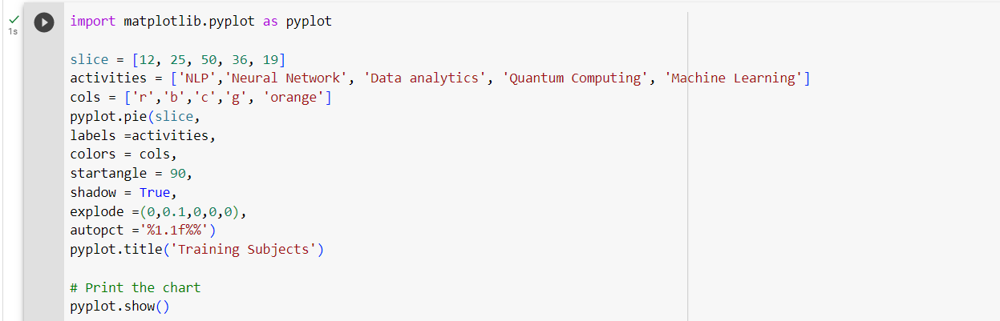 import matplotlib.pyplot as pyplot
1s
slice = [12, 25, 50, 36, 19]
activities = ['NLP','Neural Network', 'Data analytics', 'Quantum Computing', 'Machine Learning']
cols = ['r','b','c','g', 'orange']
pyplot.pie(slice,
labels =activities,
colors = cols,
startangle = 90,
shadow = True,
explode =(0,0.1,0,0,0),
autopct ='%1.1f%%')
pyplot.title('Training Subjects')
# Print the chart
pyplot.show()